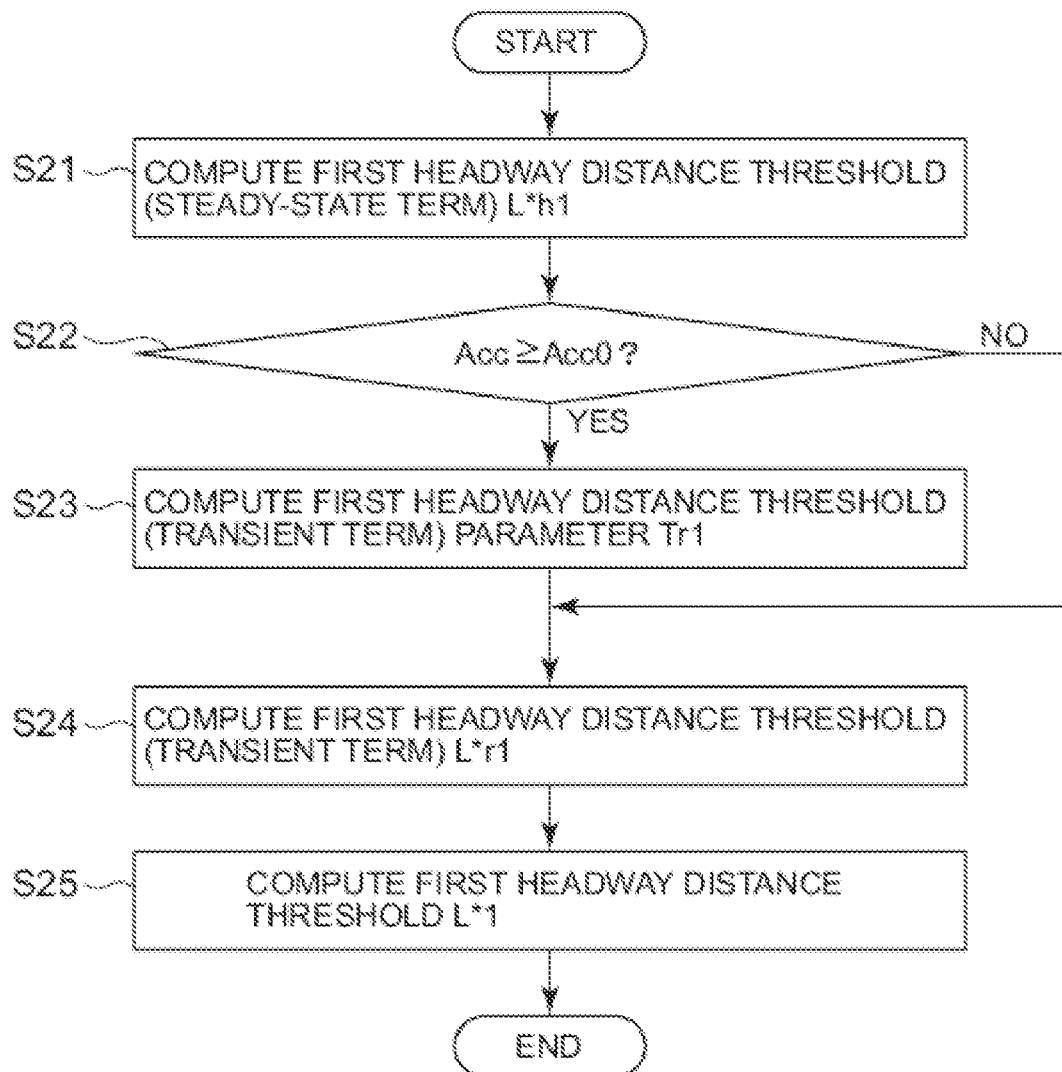 START
S21
COMPUTE FIRST HEADWAY DISTANCE THRESHOLD
(STEADY-STATE TERM) L*h1
S22
Acc ≧Acc0 ?
NO
YES
S23
COMPUTE FIRST HEADWAY DISTANCE THRESHOLD
(TRANSIENT TERM) PARAMETER Tr1
S24
COMPUTE FIRST HEADWAY DISTANCE THRESHOLD
(TRANSIENT TERM) L*r1
S25
COMPUTE FIRST HEADWAY DISTANCE
THRESHOLD L*1
END